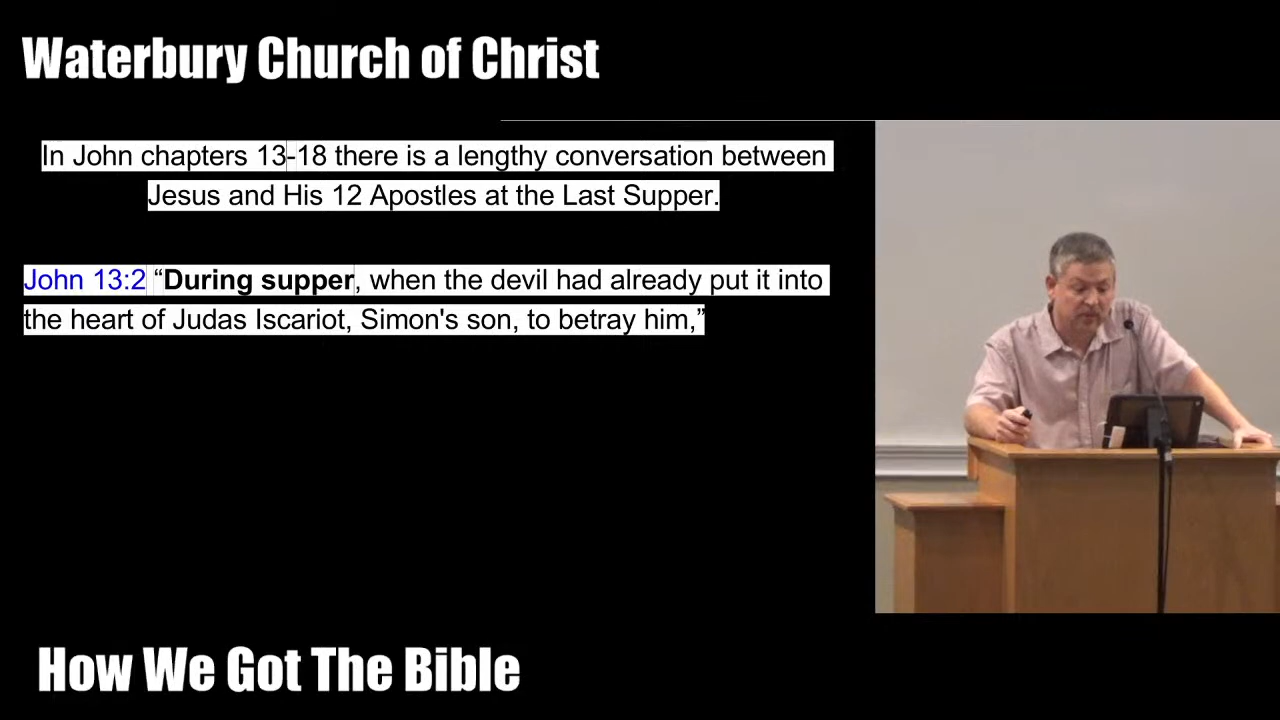 Waterbury Church of Christ
In John chapters 13-18 there is a lengthy conversation between
Jesus and His 12 Apostles at the Last Supper.
John 13:2 “During supper, when the devil had already put it into
the heart of Judas Iscariot, Simon's son, to betray him,”
How We Got The Bible